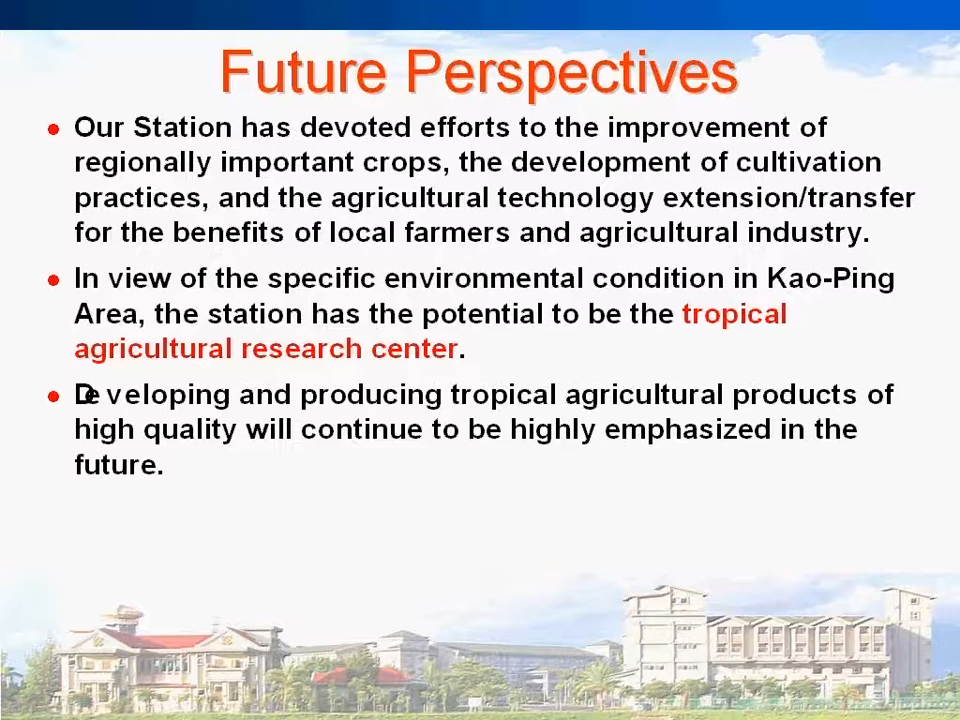 Future Perspectives
Our Station has devoted efforts to the improvement of
regionally important crops, the development of cultivation
practices, and the agricultural technology extension/transfer
for the benefits of local farmers and agricultural industry.
In view of the specific environmental condition in Kao-Ping
Area, the station has the potential to be the tropical
agricultural research center.
Developing and producing tropical agricultural products of
high quality will continue to be highly emphasized in the
future.